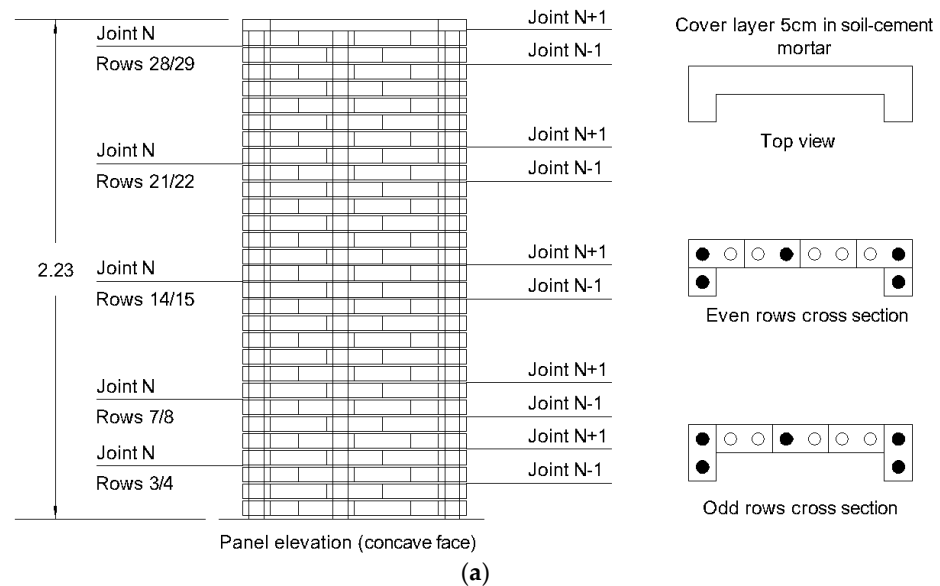 Joint N
Rows 28/29
Joint N
Rows 21/22
2.23
Joint N
Rows 14/15
Joint N
Rows 7/8
Joint N
Rows 3/4
Joint N+1
Joint N-1
Joint N+1
Joint N-1
Joint N+1
Joint N-1
Joint N+1
Joint N-1
Joint N+1
Joint N-1
Panel elevation (concave face)
Cover layer 5cm in soil-cement
mortar
Top view
Even rows cross section
Odd rows cross section
(a)